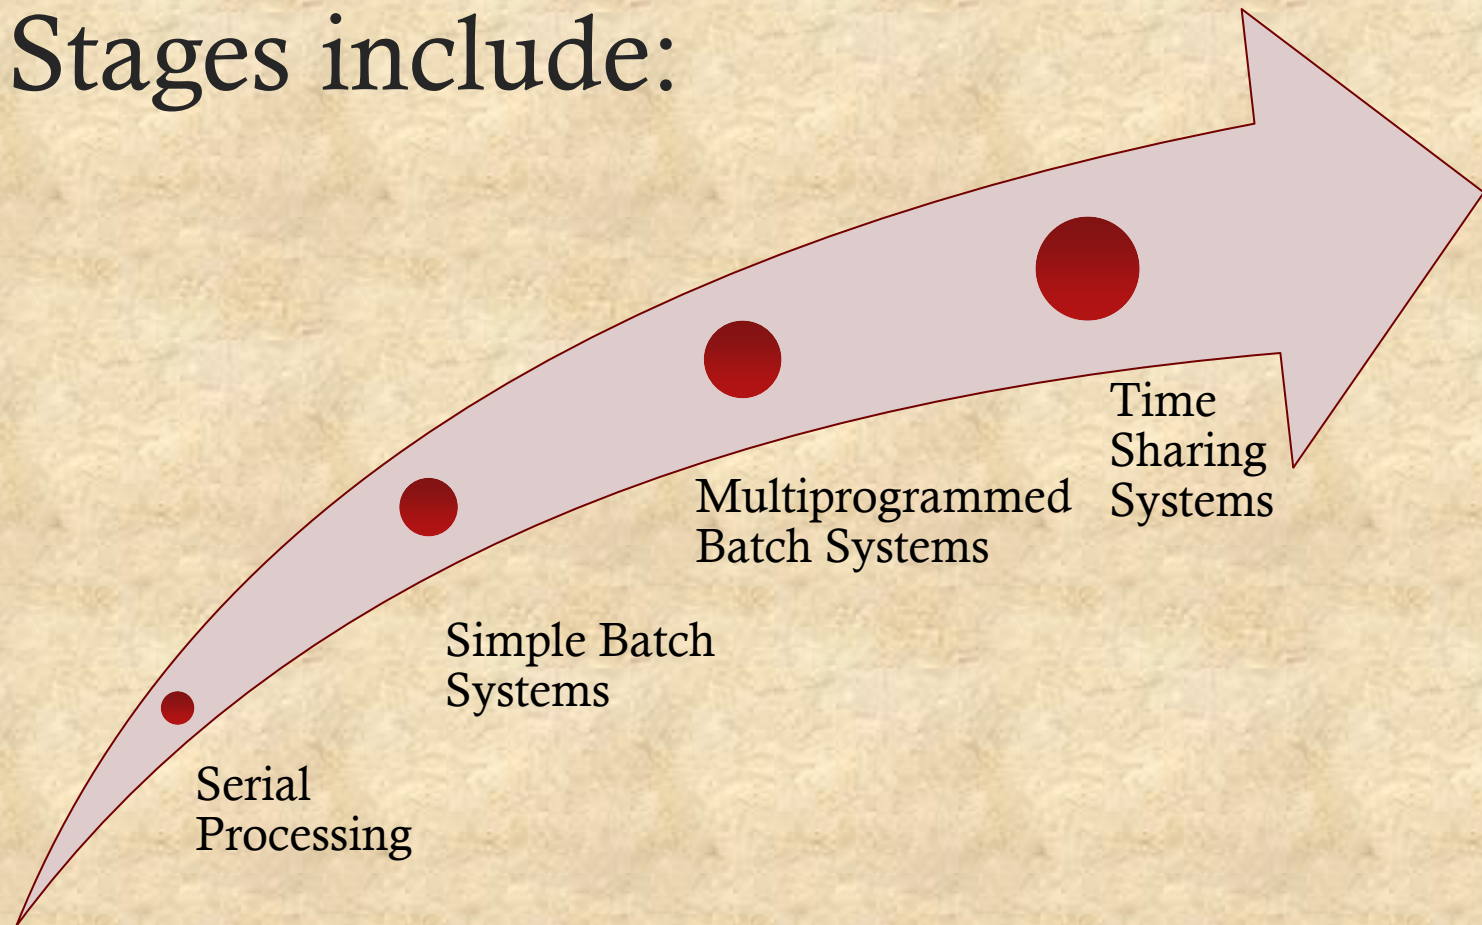 Stages include:
Serial
Processing
Simple Batch
Systems
Multiprogrammed
Batch Systems
Time
Sharing
Systems